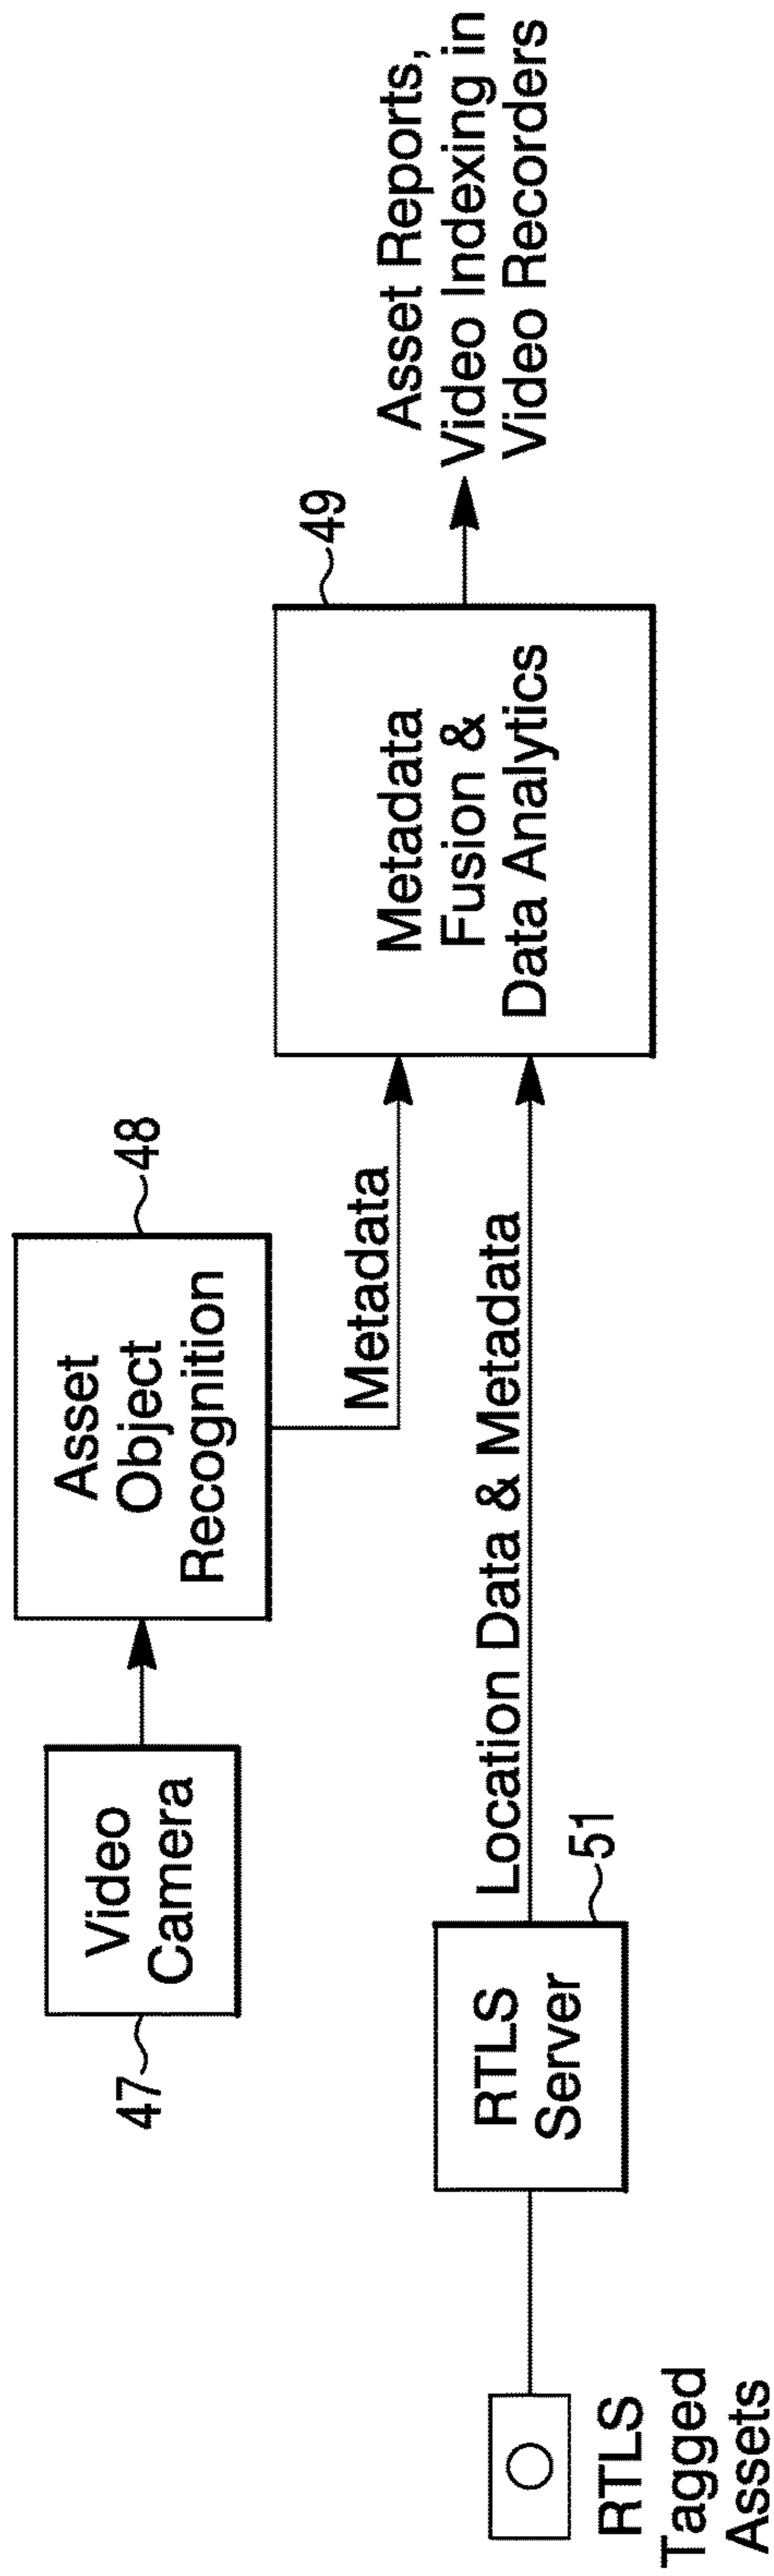 Video
Camera
47
Asset
Object
Recognition
48
Metadata
RTLS
Tagged
Assets
RTLS
Server
51
Location Data & Metadata
Metadata
Fusion &
Data Analytics
49
Asset Reports,
Video Indexing in
Video Recorders